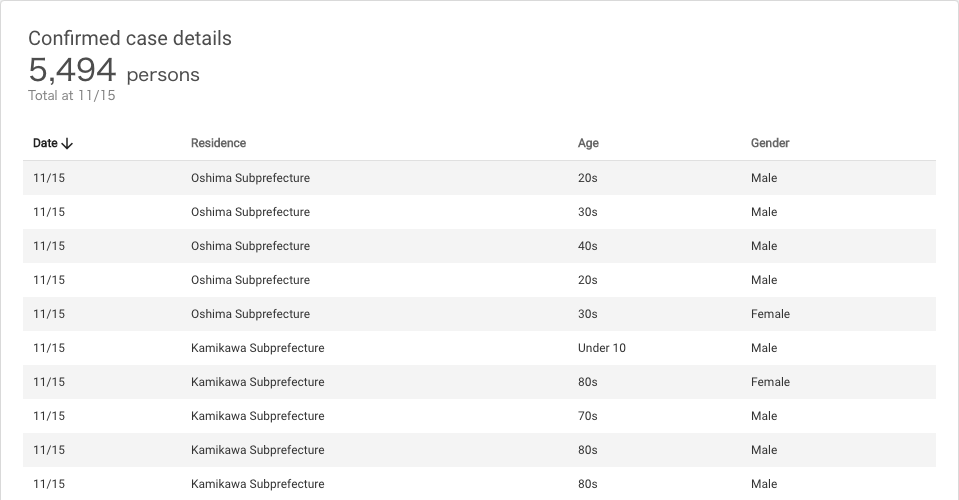 Confirmed case details
5,494 persons
Total at 11/15
Date Residence Age Gender
11/15 Oshima Subprefecture 20s Male
11/15 Oshima Subprefecture 30s Male
11/15 Oshima Subprefecture 40s Male
11/15 Oshima Subprefecture 20s Male
11/15 Oshima Subprefecture 30s Female
11/15 Kamikawa Subprefecture Under 10 Male
11/15 Kamikawa Subprefecture 80s Female
11/15 Kamikawa Subprefecture 70s Male
11/15 Kamikawa Subprefecture 80s Male
11/15 Kamikawa Subprefecture 80s Male